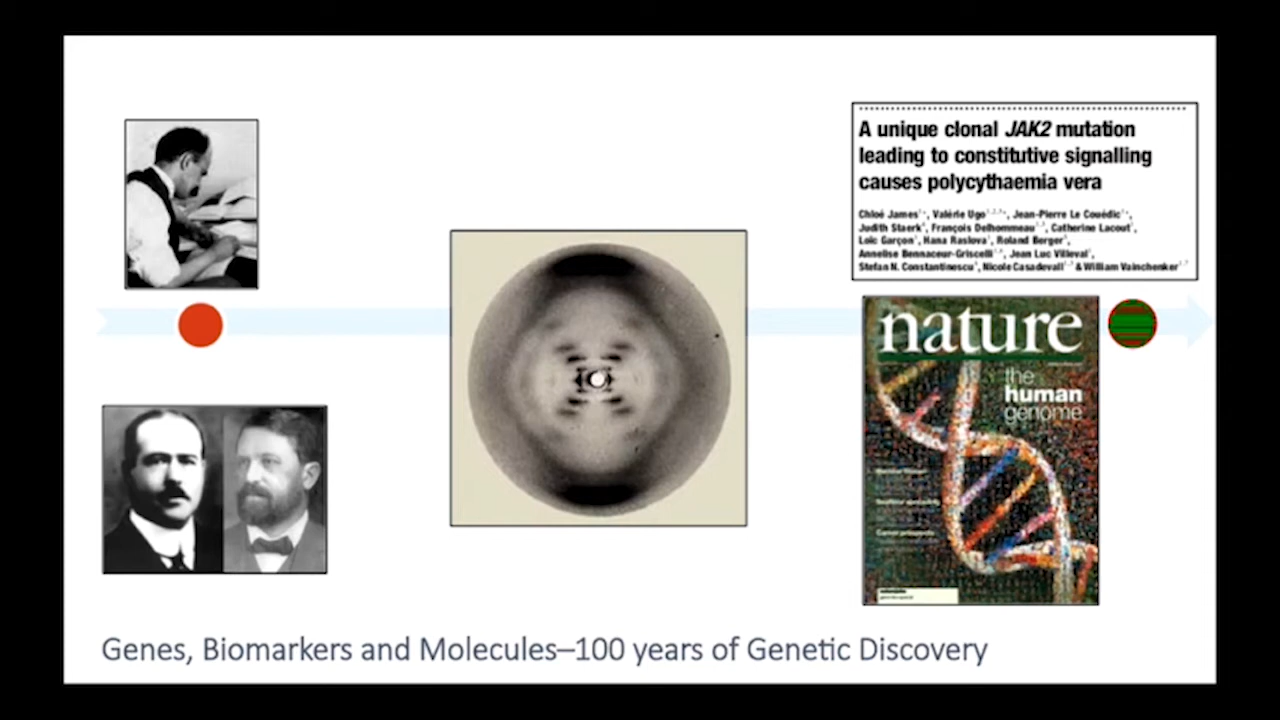 A unique clonal JAK2 mutation
leading to constitutive signalling
causes polycythaemia vera
Chloé James, Valérie Ugo, Jean-Pierre Le Couédic,
Judith Staerk, François Delhommeau, Catherine Lacout,
Loïc Garçon, Hana Raslova, Roland Berger,
Annelise Bennaceur-Griscelli, Jean Luc Villeval,
Stefan N. Constantinescu, Nicole Casadevall & William Vainchenker
nature
the
human
genome
Genes, Biomarkers and Molecules–100 years of Genetic Discovery